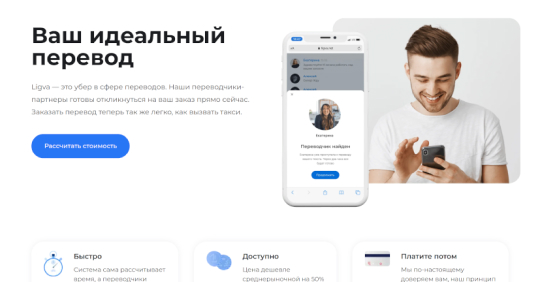 Ваш идеальный
перевод
Ligva — это убер в сфере переводов. Наши переводчики-
партнеры готовы откликнуться на ваш заказ прямо сейчас.
Заказать перевод теперь так же легко, как вызвать такси.
Рассчитать стоимость
Екатерина
Переводчик найден
Быстро
Система сама рассчитывает
время, а переводчики
Доступно
Цена дешевле
среднерыночной на 50%
Платите потом
Мы по-настоящему
доверяем вам, наш принцип